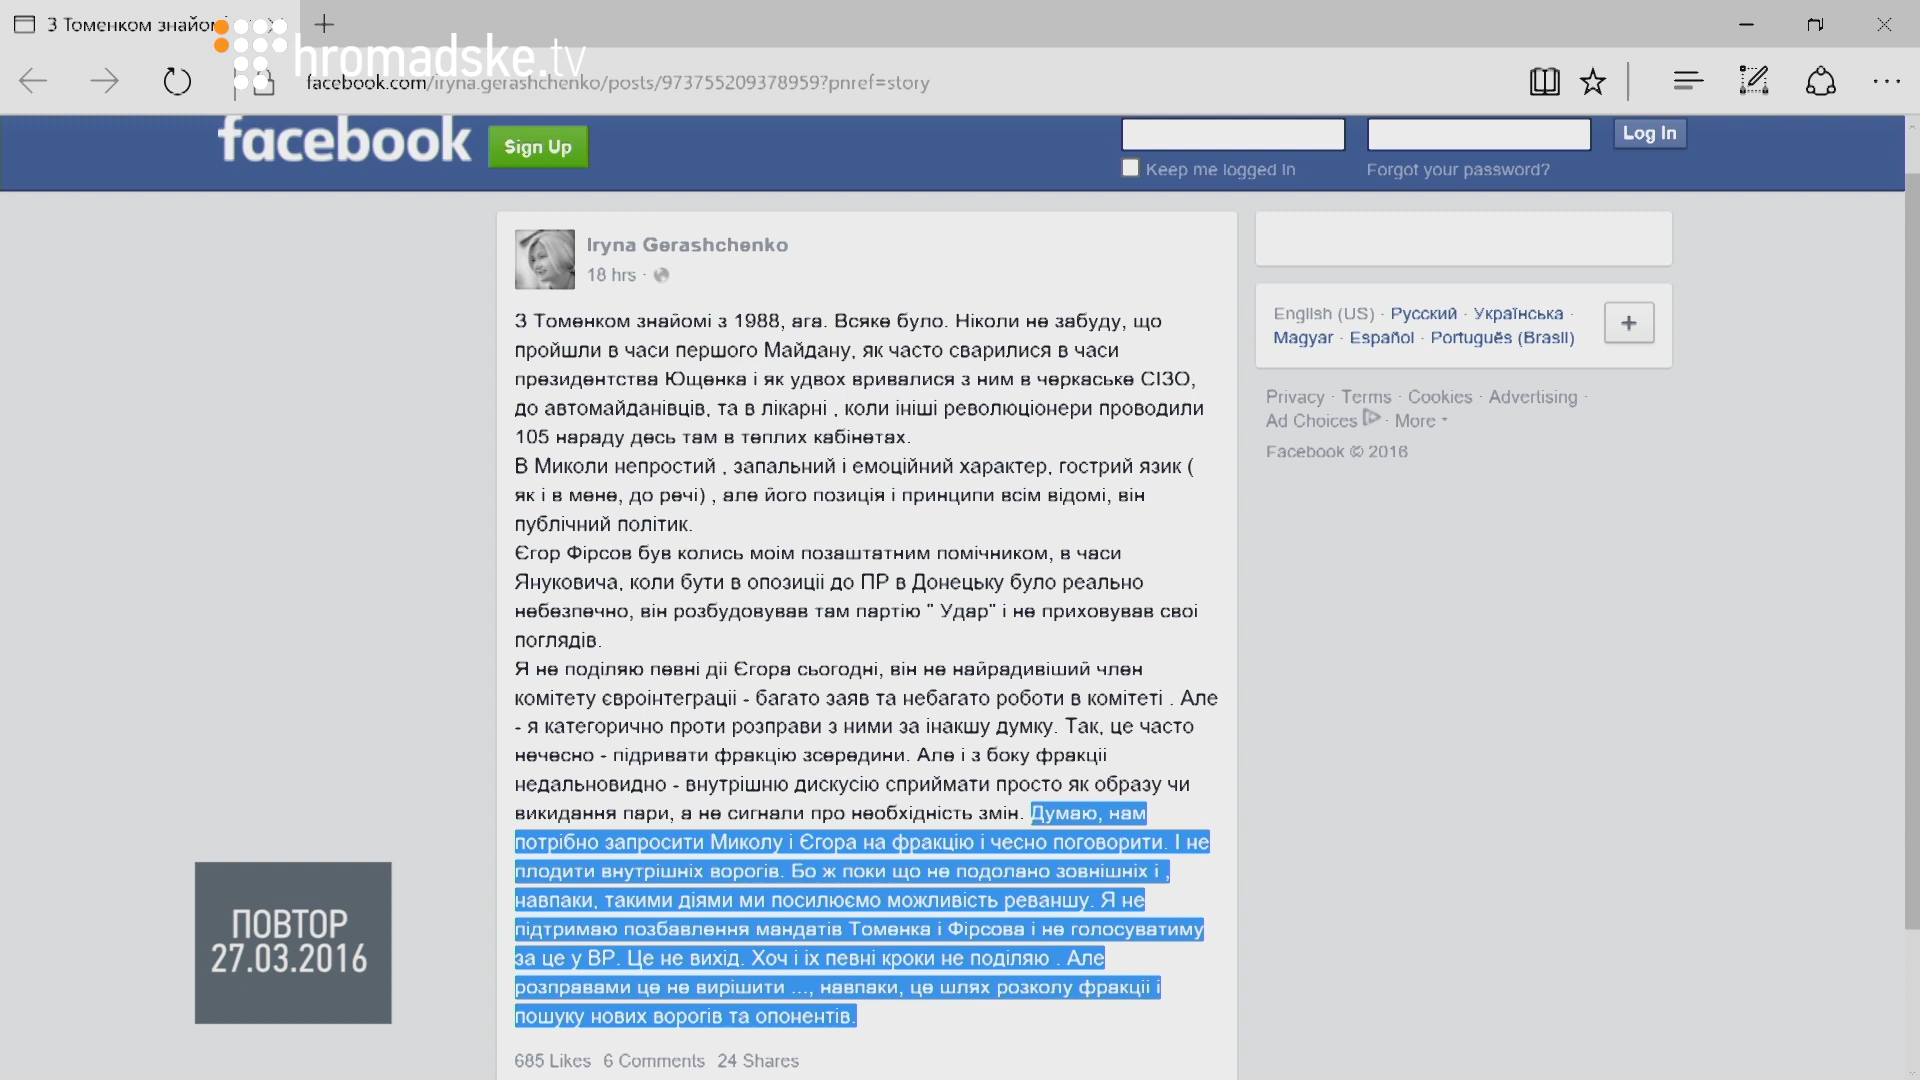 З Томенком знайомі
hromadske.tv
facebook.com/iryna.gerashchenko/posts/973755209378959?pnref=story
facebook
Sign Up
Log In
Keep me logged in
Forgot your password?
Iryna Gerashchenko
18 hrs ·
З Томенком знайомі з 1988, ага. Всяке було. Ніколи не забуду, що
пройшли в часи першого Майдану, як часто сварилися в часи
президентства Ющенка і як удвох вривалися з ним в черкаське СІЗО,
до автомайданівців, та в лікарні , коли ініші революціонери проводили
105 нараду десь там в теплих кабінетах.
В Миколи непростий , запальний і емоційний характер, гострий язик (
як і в мене, до речі) , але його позиція і принципи всім відомі, він
публічний політик.
Єгор Фірсов був колись моїм позаштатним помічником, в часи
Януковича, коли бути в опозиції до ПР в Донецьку було реально
небезпечно, він розбудовував там партію " Удар" і не приховував свої
поглядів.
Я не поділяю певні дії Єгора сьогодні, він не найрадивіший член
комітету євроінтеграції - багато заяв та небагато роботи в комітеті . Але
- я категорично проти розправи з ними за інакшу думку. Так, це часто
нечесно - підривати фракцію зсередини. Але і з боку фракції
недальновидно - внутрішню дискусію сприймати просто як образу чи
викидання пари, а не сигнали про необхідність змін. Думаю, нам
потрібно запросити Миколу і Єгора на фракцію і чесно поговорити. І не
плодити внутрішніх ворогів. Бо ж поки що не подолано зовнішніх і ,
навпаки, такими діями ми посилюємо можливість реваншу. Я не
підтримаю позбавлення мандатів Томенка і Фірсова і не голосуватиму
за це у ВР. Це не вихід. Хоч і їх певні кроки не поділяю . Але
розправами це не вирішити ..., навпаки, це шлях розколу фракції і
пошуку нових ворогів та опонентів.
685 Likes 6 Comments 24 Shares
English (US) · Русский · Українська ·
Magyar · Español · Português (Brasil)
Privacy · Terms · Cookies · Advertising ·
Ad Choices · More
Facebook © 2016
ПОВТОР
27.03.2016